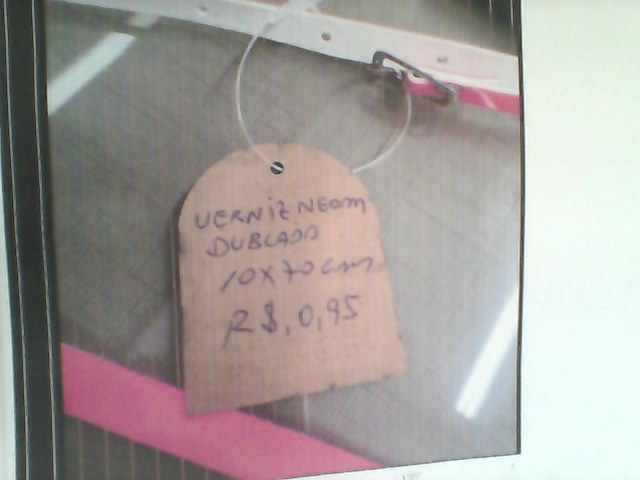 VERNIZ NEOM
DUBLADO
10X70cm
R$,0,95